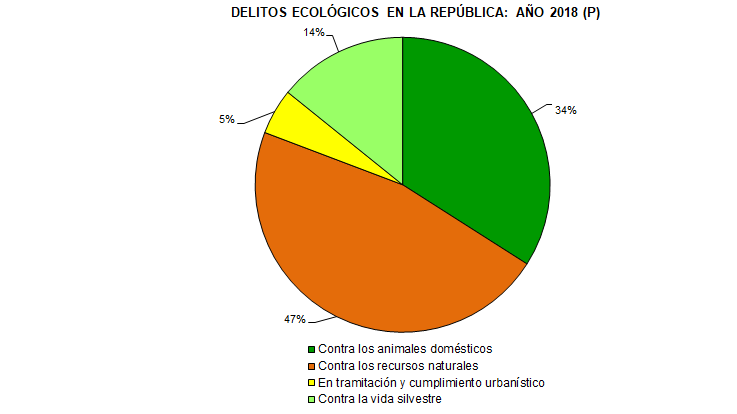 DELITOS ECOLÓGICOS EN LA REPÚBLICA: AÑO 2018 (P)
14%
34%
5%
47%
Contra los animales domésticos
Contra los recursos naturales
En tramitación y cumplimiento urbanístico
Contra la vida silvestre